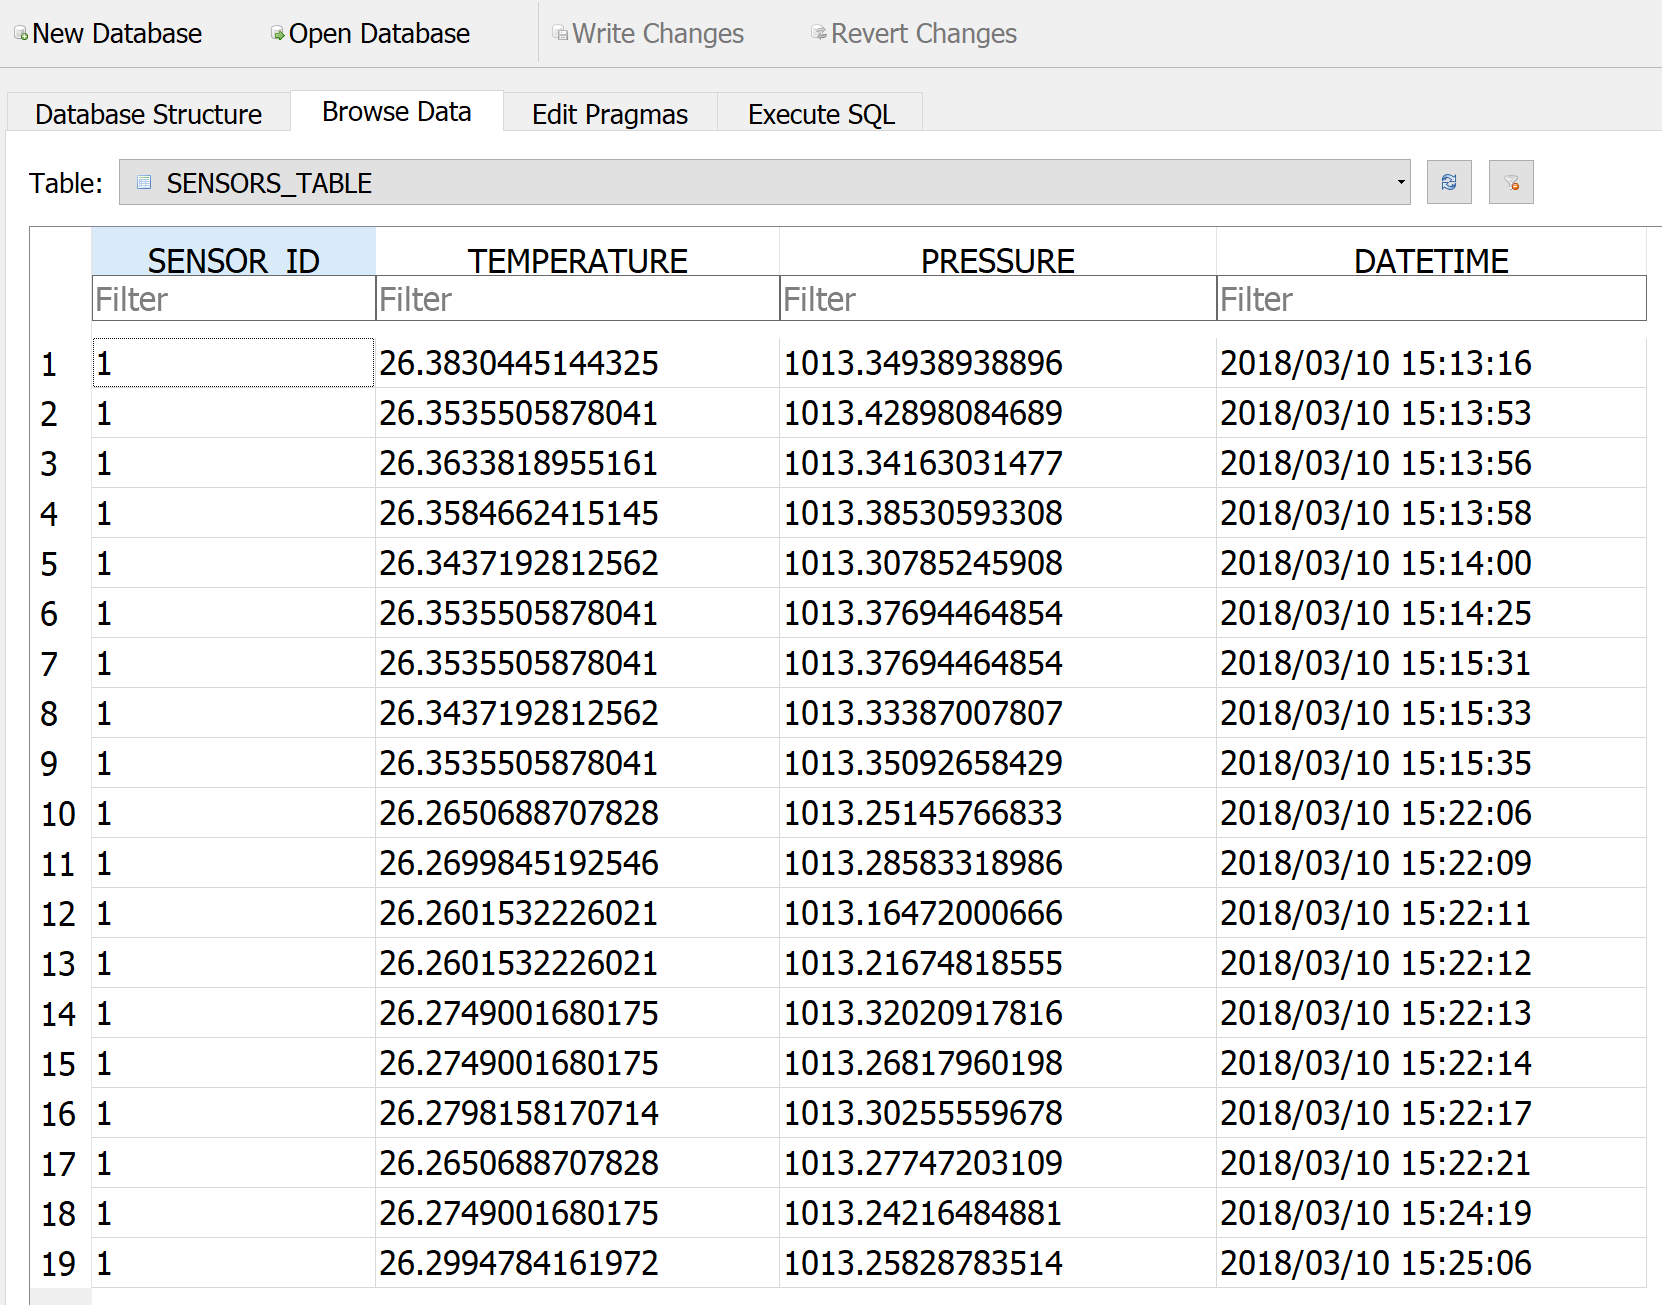 New Database Open Database Write Changes Revert Changes
Database Structure Browse Data Edit Pragmas Execute SQL
Table: SENSORS_TABLE
SENSOR_ID TEMPERATURE PRESSURE DATETIME
Filter Filter Filter Filter
1 1 26.3830445144325 1013.34938938896 2018/03/10 15:13:16
2 1 26.3535505878041 1013.42898084689 2018/03/10 15:13:53
3 1 26.3633818955161 1013.34163031477 2018/03/10 15:13:56
4 1 26.3584662415145 1013.38530593308 2018/03/10 15:13:58
5 1 26.3437192812562 1013.30785245908 2018/03/10 15:14:00
6 1 26.3535505878041 1013.37694464854 2018/03/10 15:14:25
7 1 26.3535505878041 1013.37694464854 2018/03/10 15:15:31
8 1 26.3437192812562 1013.33387007807 2018/03/10 15:15:33
9 1 26.3535505878041 1013.35092658429 2018/03/10 15:15:35
10 1 26.2650688707828 1013.25145766833 2018/03/10 15:22:06
11 1 26.2699845192546 1013.28583318986 2018/03/10 15:22:09
12 1 26.2601532226021 1013.16472000666 2018/03/10 15:22:11
13 1 26.2601532226021 1013.21674818555 2018/03/10 15:22:12
14 1 26.2749001680175 1013.32020917816 2018/03/10 15:22:13
15 1 26.2749001680175 1013.26817960198 2018/03/10 15:22:14
16 1 26.2798158170714 1013.30255559678 2018/03/10 15:22:17
17 1 26.2650688707828 1013.27747203109 2018/03/10 15:22:21
18 1 26.2749001680175 1013.24216484881 2018/03/10 15:24:19
19 1 26.2994784161972 1013.25828783514 2018/03/10 15:25:06